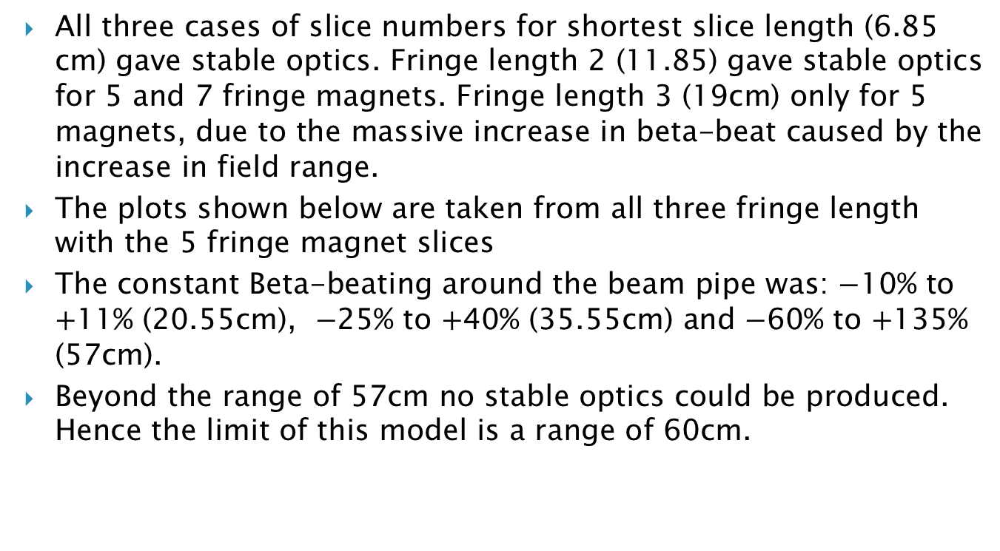 All three cases of slice numbers for shortest slice length (6.85
cm) gave stable optics. Fringe length 2 (11.85) gave stable optics
for 5 and 7 fringe magnets. Fringe length 3 (19cm) only for 5
magnets, due to the massive increase in beta-beat caused by the
increase in field range.
The plots shown below are taken from all three fringe length
with the 5 fringe magnet slices
The constant Beta-beating around the beam pipe was: −10% to
+11% (20.55cm),  −25% to +40% (35.55cm) and −60% to +135%
(57cm).
Beyond the range of 57cm no stable optics could be produced.
Hence the limit of this model is a range of 60cm.